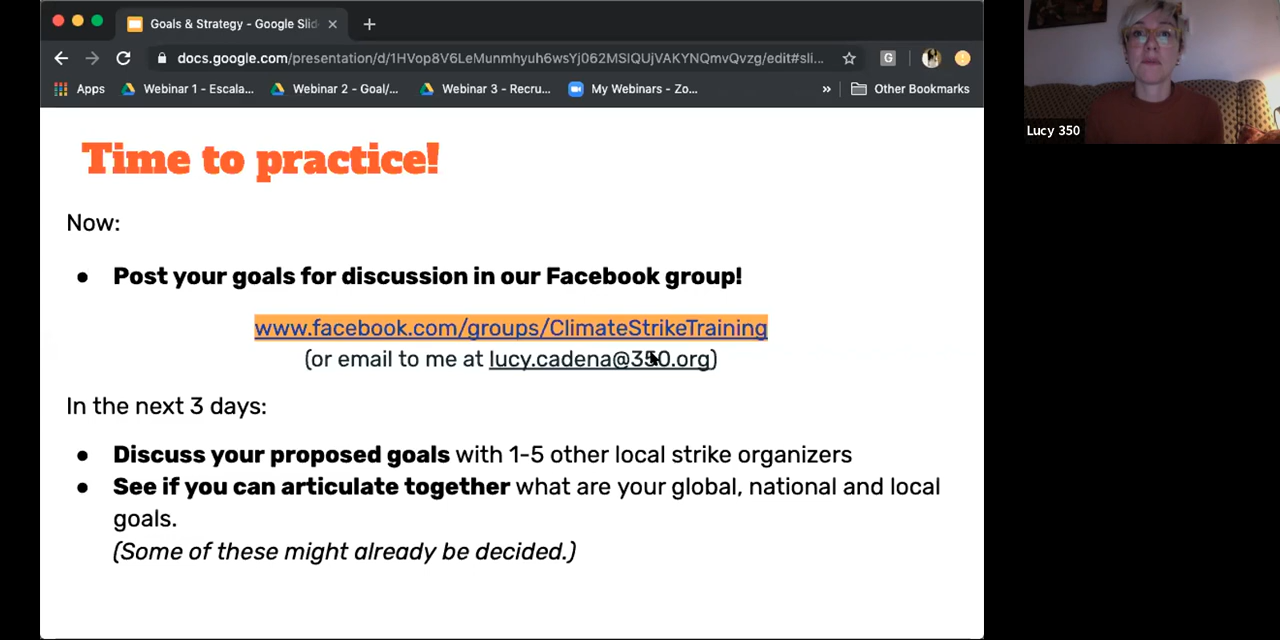 Goals & Strategy - Google Slid
docs.google.com/presentation/d/1HVop8V6LeMunmhyuh6wsYj062MSlQUjVAKYNQmvQvzg/edit#sli...
G
Apps
Webinar 1 - Escala...
Webinar 2 - Goal/...
Webinar 3 - Recru...
My Webinars - Zo...
»
Other Bookmarks
Lucy 350
Time to practice!
Now:
● Post your goals for discussion in our Facebook group!
www.facebook.com/groups/ClimateStrikeTraining
(or email to me at lucy.cadena@350.org)
In the next 3 days:
● Discuss your proposed goals with 1-5 other local strike organizers
● See if you can articulate together what are your global, national and local
goals.
(Some of these might already be decided.)